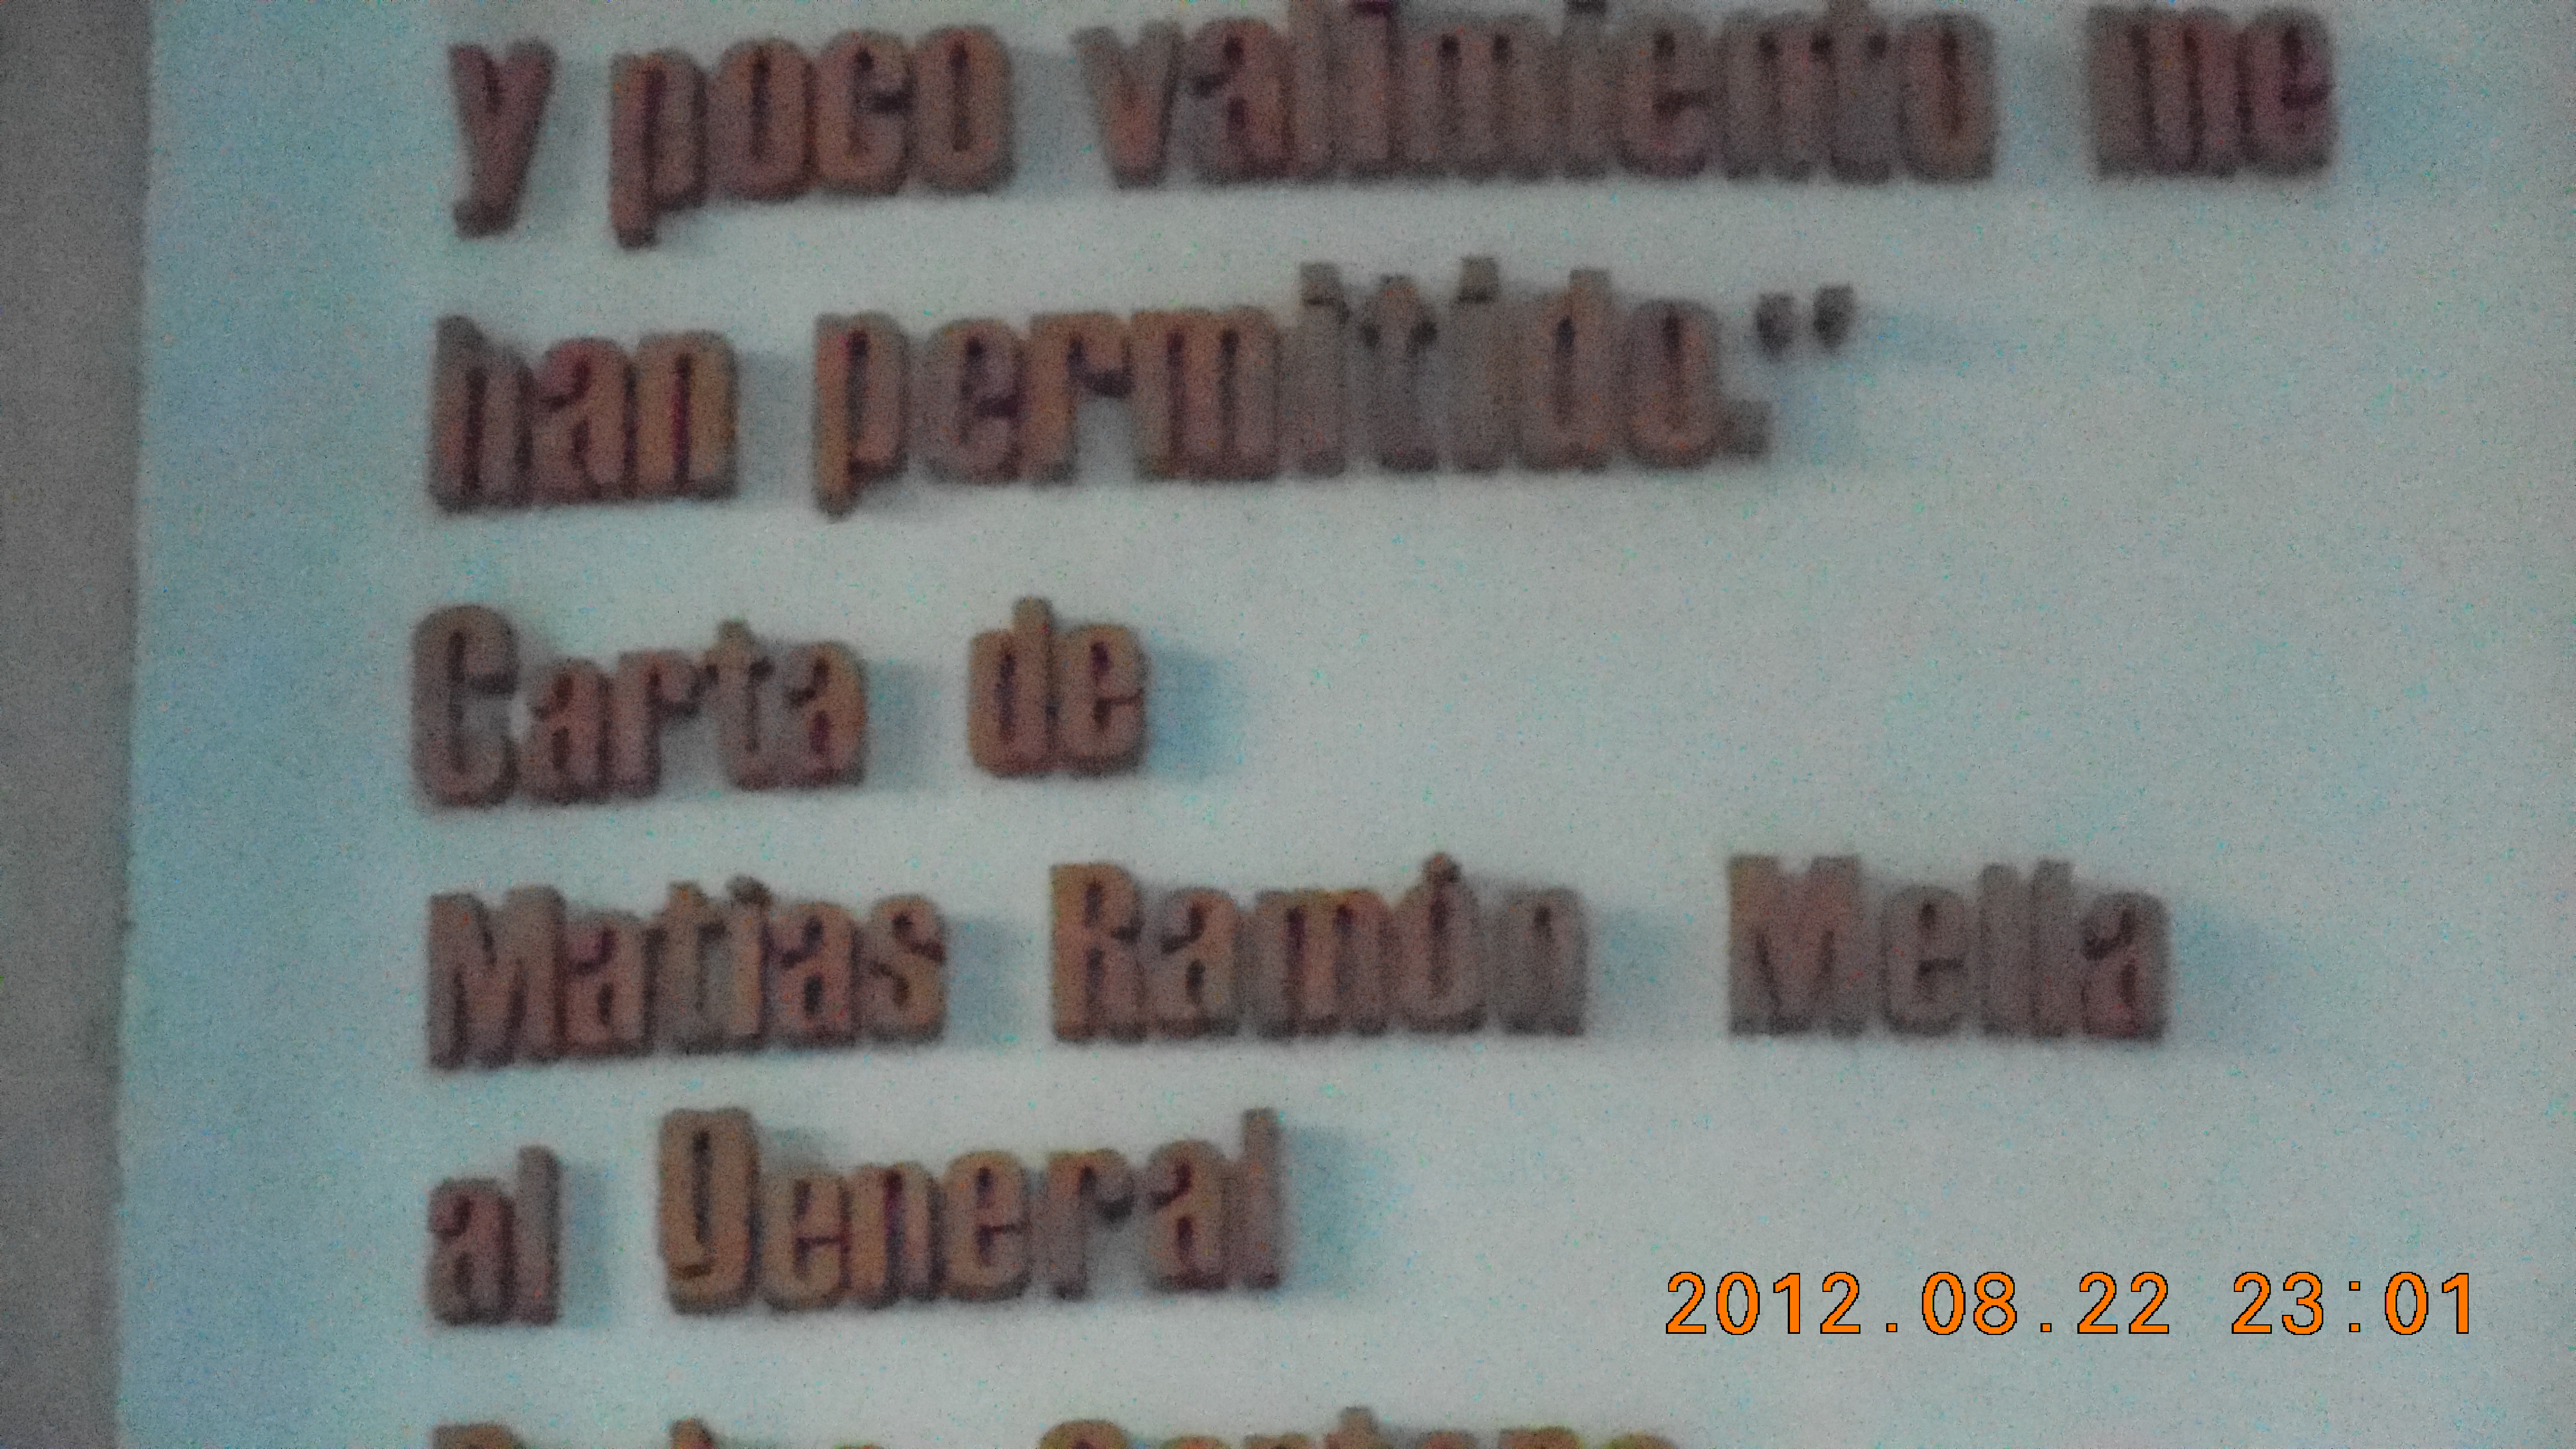 y poco valimiento me
han permitido."
Carta de
Matías Ramón Mella
al General
2012.08.22 23:01